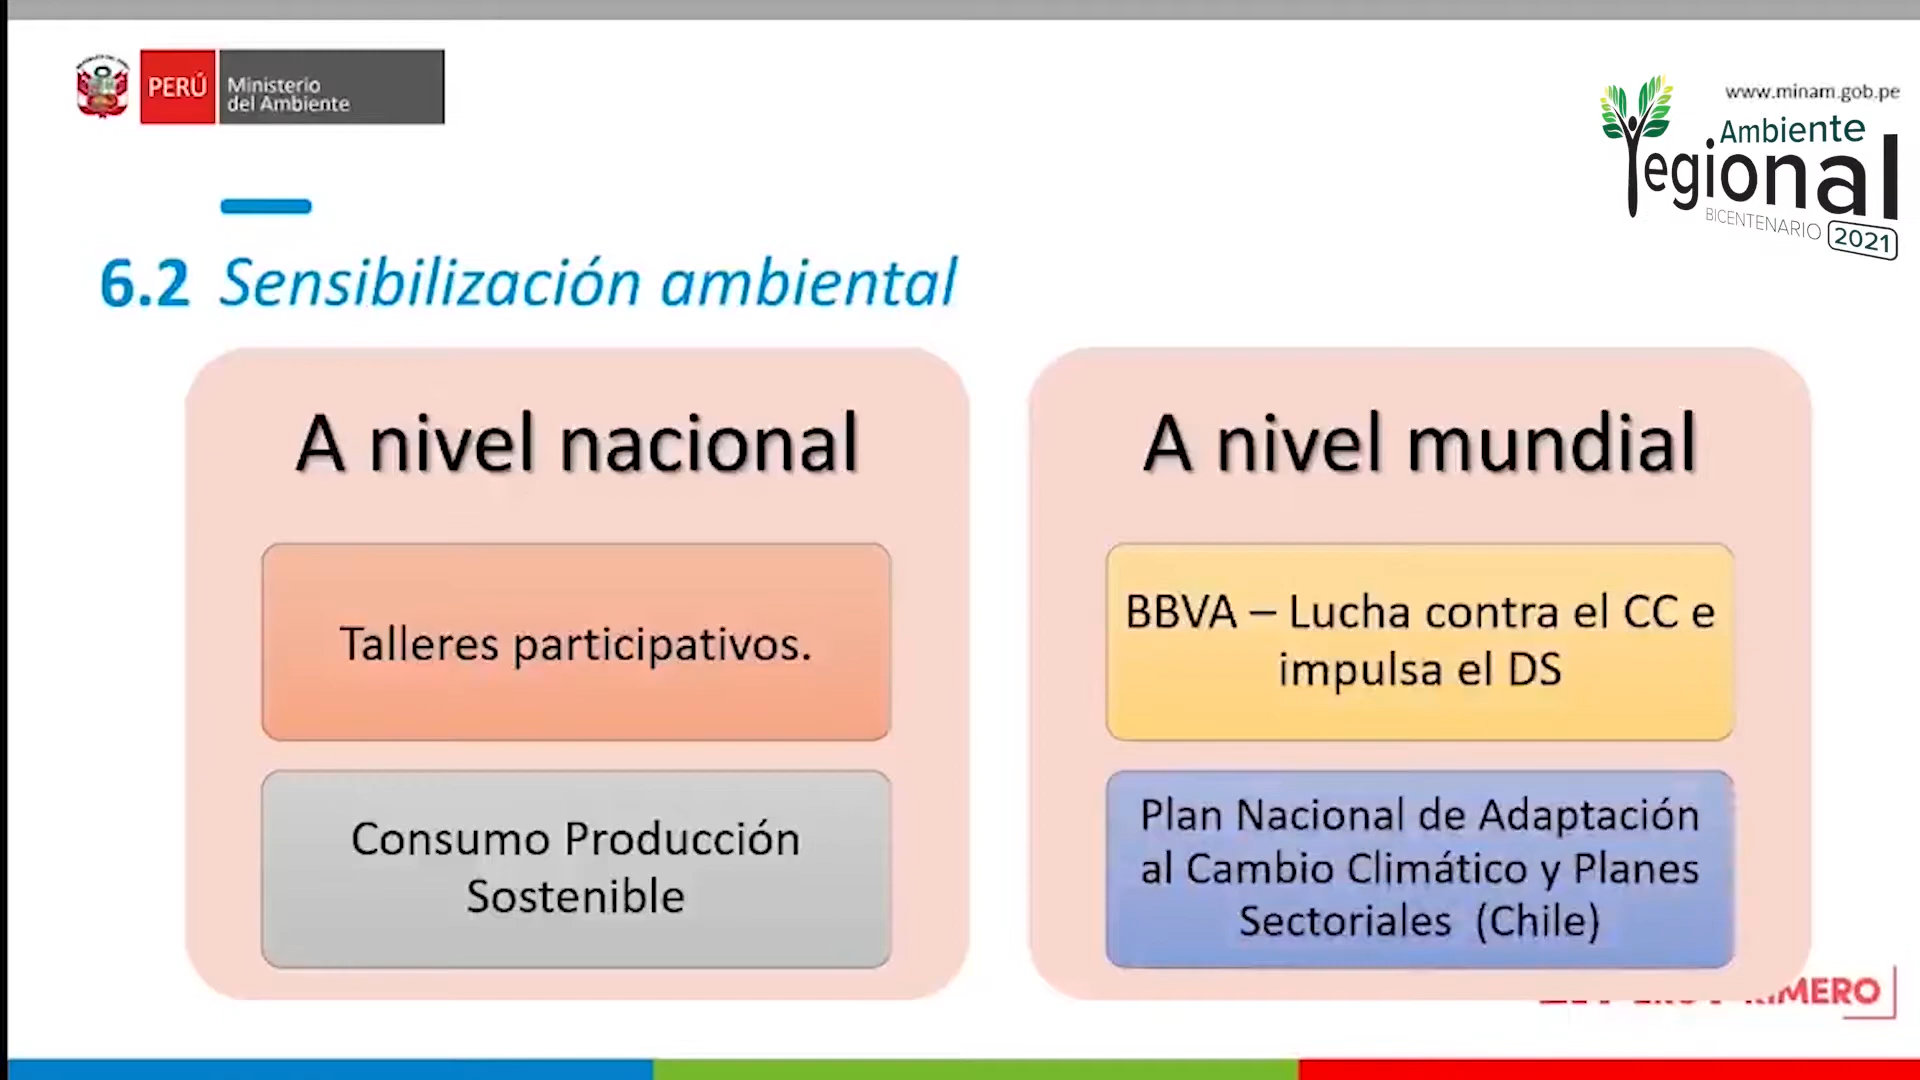 PERÚ
Ministerio
del Ambiente
www.minam.gob.pe
Ambiente
regional
BICENTENARIO 2021
6.2 Sensibilización ambiental
A nivel nacional
Talleres participativos.
Consumo Producción
Sostenible
A nivel mundial
BBVA – Lucha contra el CC e
impulsa el DS
Plan Nacional de Adaptación
al Cambio Climático y Planes
Sectoriales (Chile)